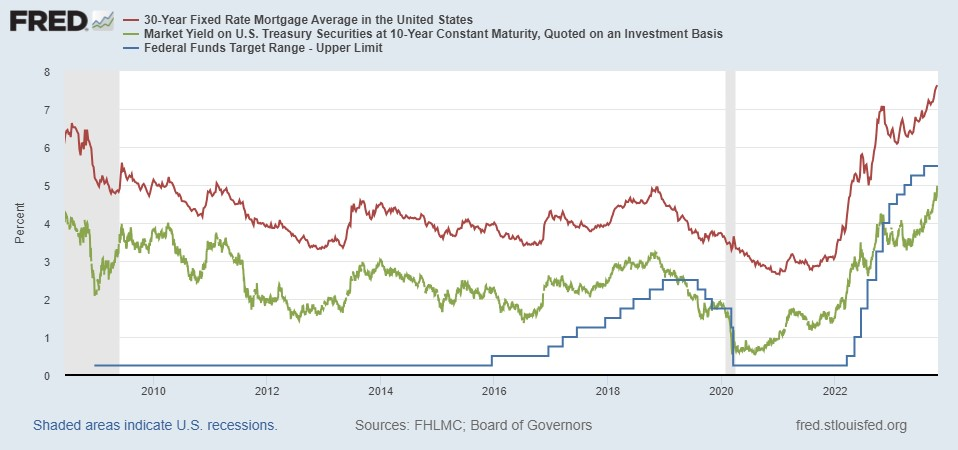 FRED
30-Year Fixed Rate Mortgage Average in the United States
Market Yield on U.S. Treasury Securities at 10-Year Constant Maturity, Quoted on an Investment Basis
Federal Funds Target Range - Upper Limit
Percent
8
7
6
5
4
3
2
1
0
2010 2012 2014 2016 2018 2020 2022
Shaded areas indicate U.S. recessions. Sources: FHLMC; Board of Governors fred.stlouisfed.org